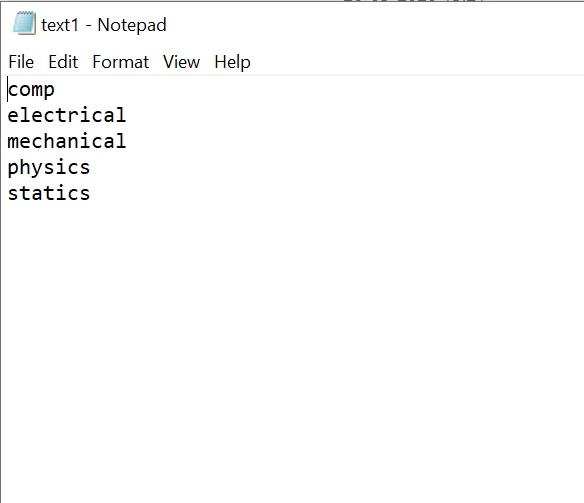 text1 - Notepad
File Edit Format View Help
comp
electrical
mechanical
physics
statics